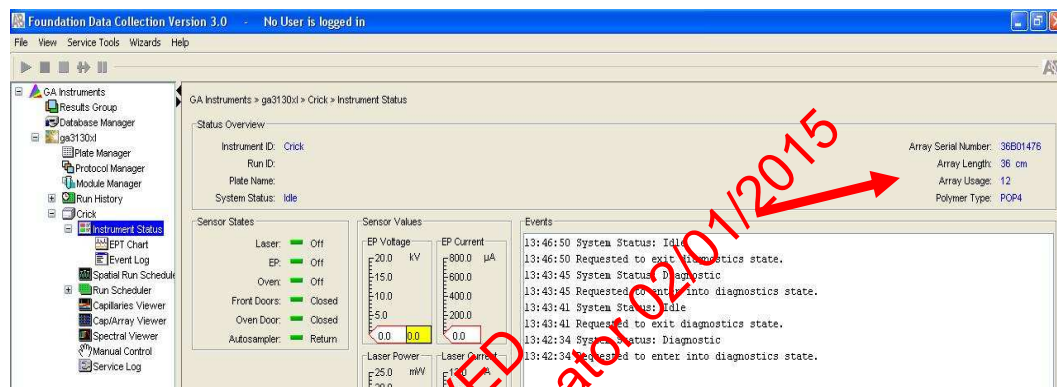 Foundation Data Collection Version 3.0 - No User is logged in
File View Service Tools Wizards Help
GA Instruments
Results Group
Database Manager
ga3130xl
Plate Manager
Protocol Manager
Module Manager
Run History
Crick
Instrument Status
EPT Chart
Event Log
Spatial Run Schedule
Run Scheduler
Capillaries Viewer
Cap/Array Viewer
Spectral Viewer
Manual Control
Service Log
GA Instruments > ga3130xl > Crick > Instrument Status
Status Overview
Instrument ID: Crick
Run ID:
Plate Name:
System Status: Idle
Array Serial Number: 36B01476
Array Length: 36 cm
Array Usage: 12
Polymer Type: POP4
Sensor States
Laser: Off
EP: Off
Oven: Off
Front Doors: Closed
Oven Door: Closed
Autosampler: Return
Sensor Values
EP Voltage
20.0 kV
15.0
10.0
5.0
0.0 0.0
EP Current
800.0 µA
600.0
400.0
200.0
0.0
Laser Power
25.0 mW
20.0
Laser Current
A
Events
13:46:50 System Status: Idle
13:46:50 Requested to exit diagnostics state.
13:43:45 System Status: Diagnostic
13:43:45 Requested to enter into diagnostics state.
13:43:41 System Status: Idle
13:43:41 Requested to exit diagnostics state.
13:42:34 System Status: Diagnostic
13:42:34 Requested to enter into diagnostics state.
02/01/2015